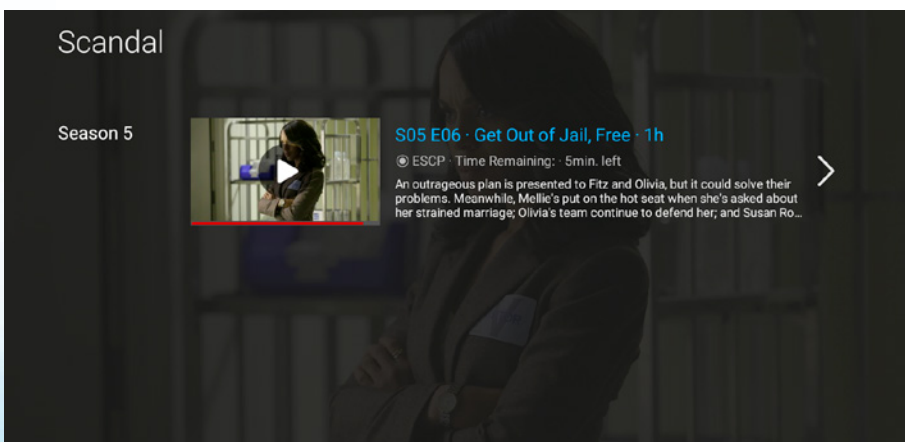 Scandal
Season 5
S05 E06 · Get Out of Jail, Free · 1h
ESCP · Time Remaining: · 5min. left
An outrageous plan is presented to Fitz and Olivia, but it could solve their
problems. Meanwhile, Mellie's put on the hot seat when she's asked about
her strained marriage; Olivia's team continue to defend her; and Susan Ro...